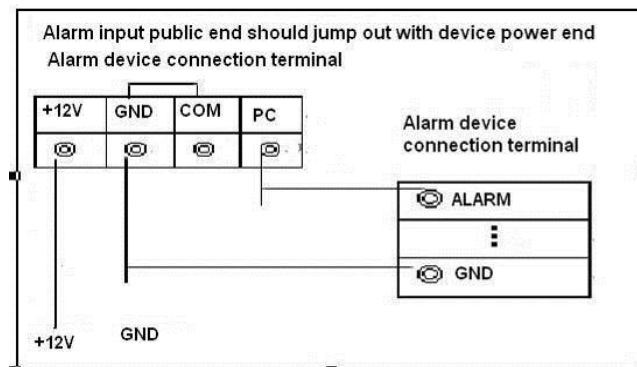 Alarm input public end should jump out with device power end
Alarm device connection terminal
+12V GND COM PC
Alarm device
connection terminal
ALARM
GND
+12V GND